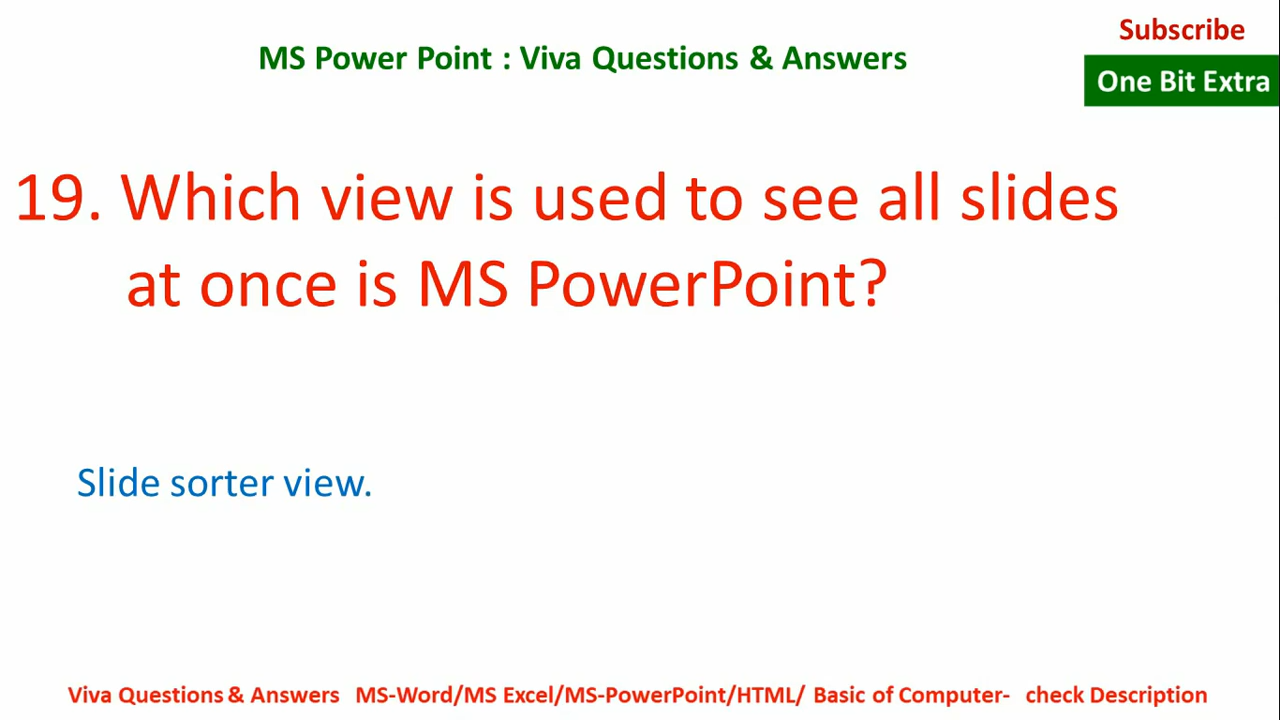 Subscribe
MS Power Point : Viva Questions & Answers
One Bit Extra
19. Which view is used to see all slides
at once is MS PowerPoint?
Slide sorter view.
Viva Questions & Answers MS-Word/MS Excel/MS-PowerPoint/HTML/ Basic of Computer- check Description